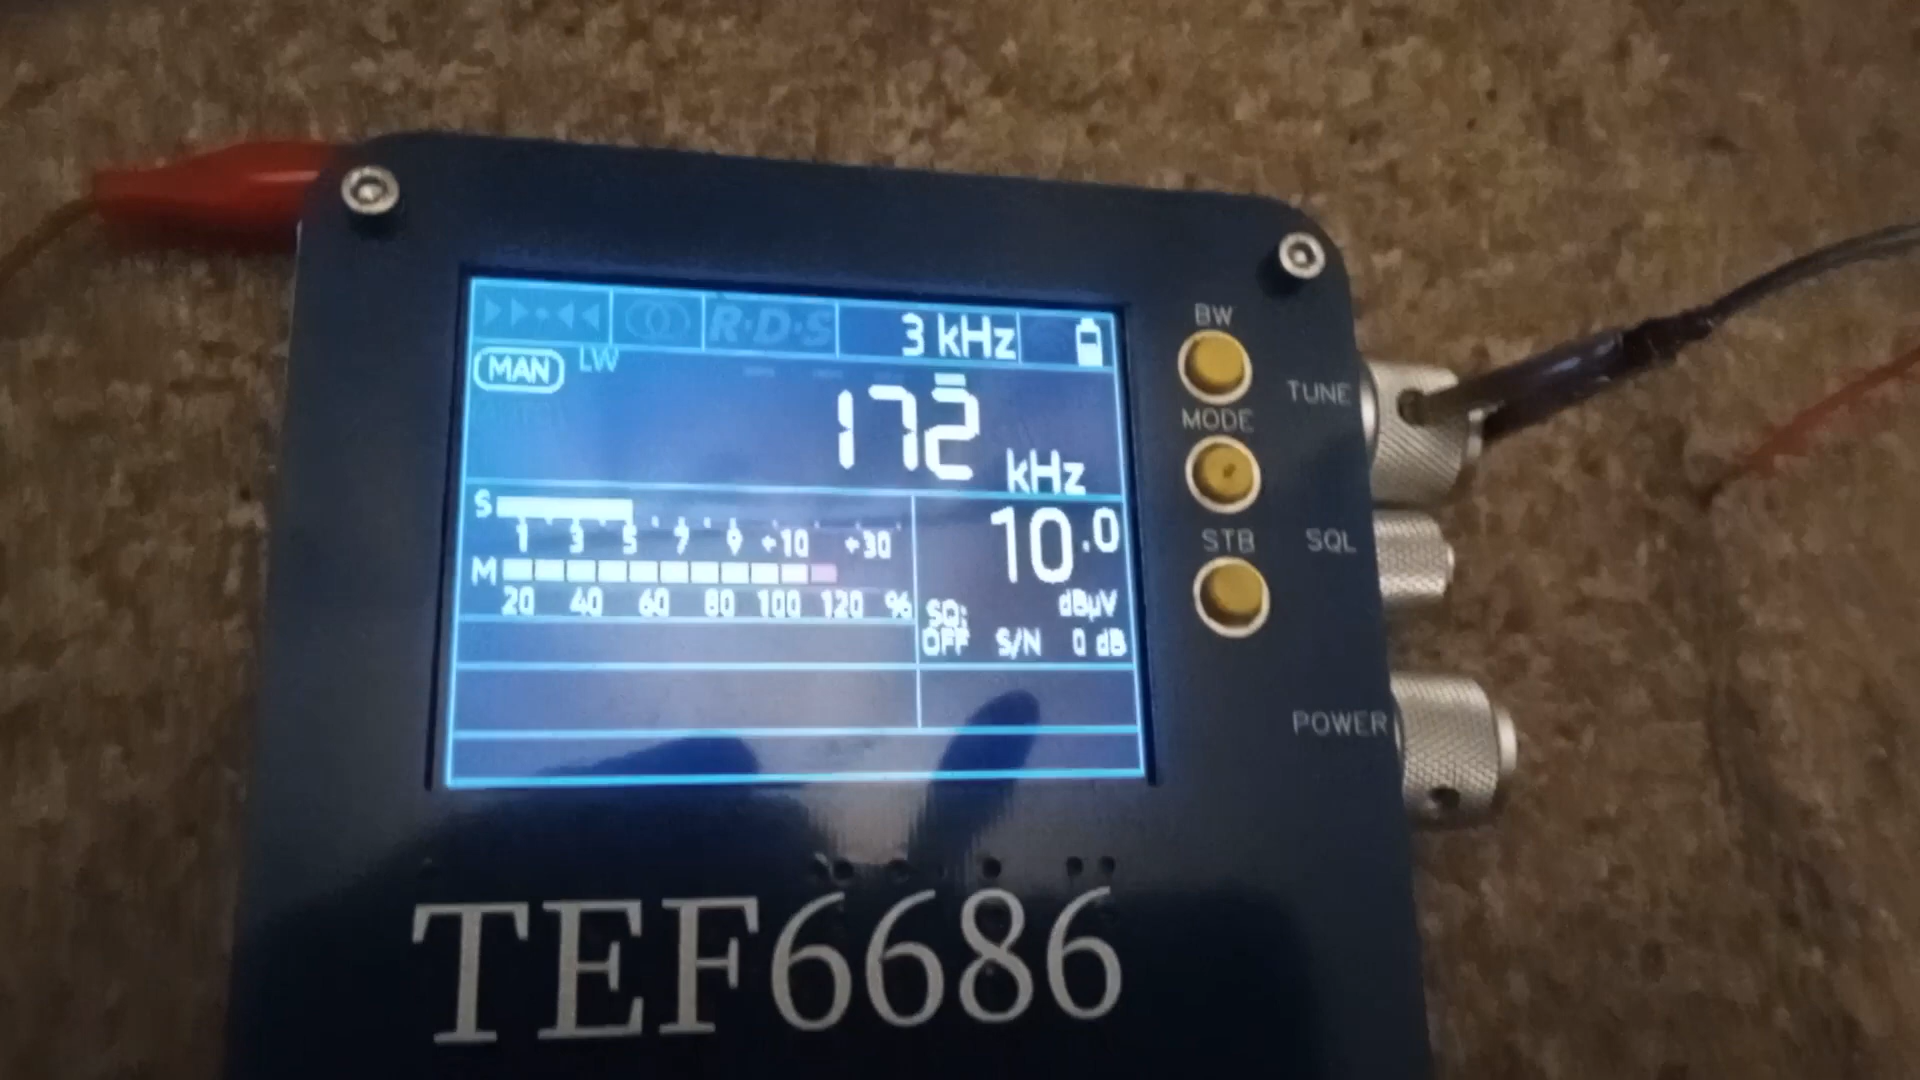 R·D·S 3 kHz
MAN LW
172 kHz
S
1 3 5 7 9 +10 +30
M
20 40 60 80 100 120 %
10.0
dBµV
SQ:
OFF S/N 0 dB
BW
TUNE
MODE
STB SQL
POWER
TEF6686